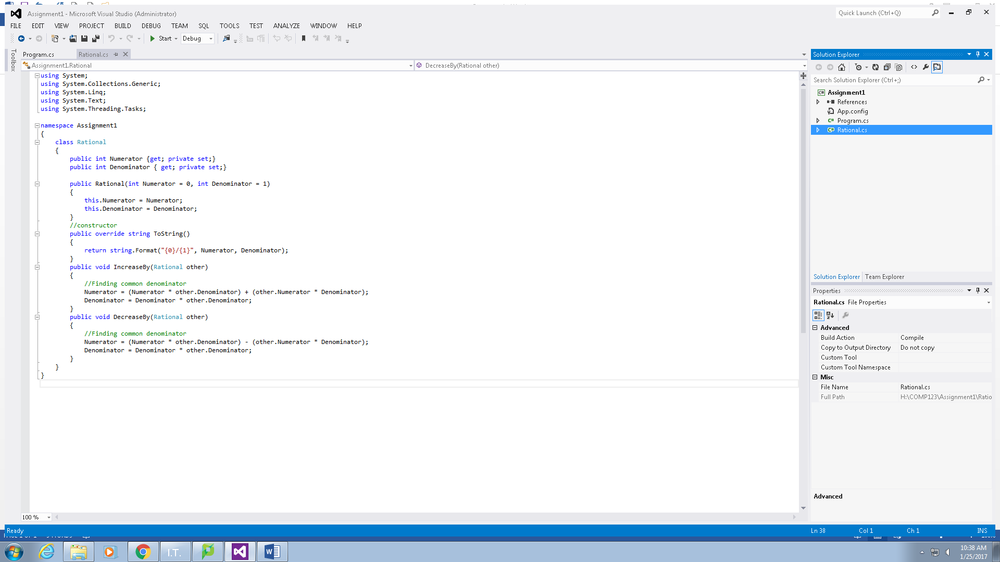 Assignment1 - Microsoft Visual Studio (Administrator)
Quick Launch (Ctrl+Q)
FILE EDIT VIEW PROJECT BUILD DEBUG TEAM SQL TOOLS TEST ANALYZE WINDOW HELP
Start Debug
Toolbox
Program.cs Rational.cs
Assignment1.Rational DecreaseBy(Rational other)
using System;
using System.Collections.Generic;
using System.Linq;
using System.Text;
using System.Threading.Tasks;
namespace Assignment1
{
class Rational
{
public int Numerator {get; private set;}
public int Denominator { get; private set;}
public Rational(int Numerator = 0, int Denominator = 1)
{
this.Numerator = Numerator;
this.Denominator = Denominator;
}
//constructor
public override string ToString()
{
return string.Format("{0}/{1}", Numerator, Denominator);
}
public void IncreaseBy(Rational other)
{
//Finding common denominator
Numerator = (Numerator * other.Denominator) + (other.Numerator * Denominator);
Denominator = Denominator * other.Denominator;
}
public void DecreaseBy(Rational other)
{
//Finding common denominator
Numerator = (Numerator * other.Denominator) - (other.Numerator * Denominator);
Denominator = Denominator * other.Denominator;
}
}
}
100 %
Solution Explorer
Search Solution Explorer (Ctrl+;)
C# Assignment1
References
App.config
C# Program.cs
C# Rational.cs
Solution Explorer Team Explorer
Properties
Rational.cs File Properties
Advanced
Build Action Compile
Copy to Output Directory Do not copy
Custom Tool
Custom Tool Namespace
Misc
File Name Rational.cs
Full Path H:\COMP123\Assignment1\Ratio
Advanced
Ready Ln 38 Col 1 Ch 1 INS
I.T.
10:38 AM
1/25/2017